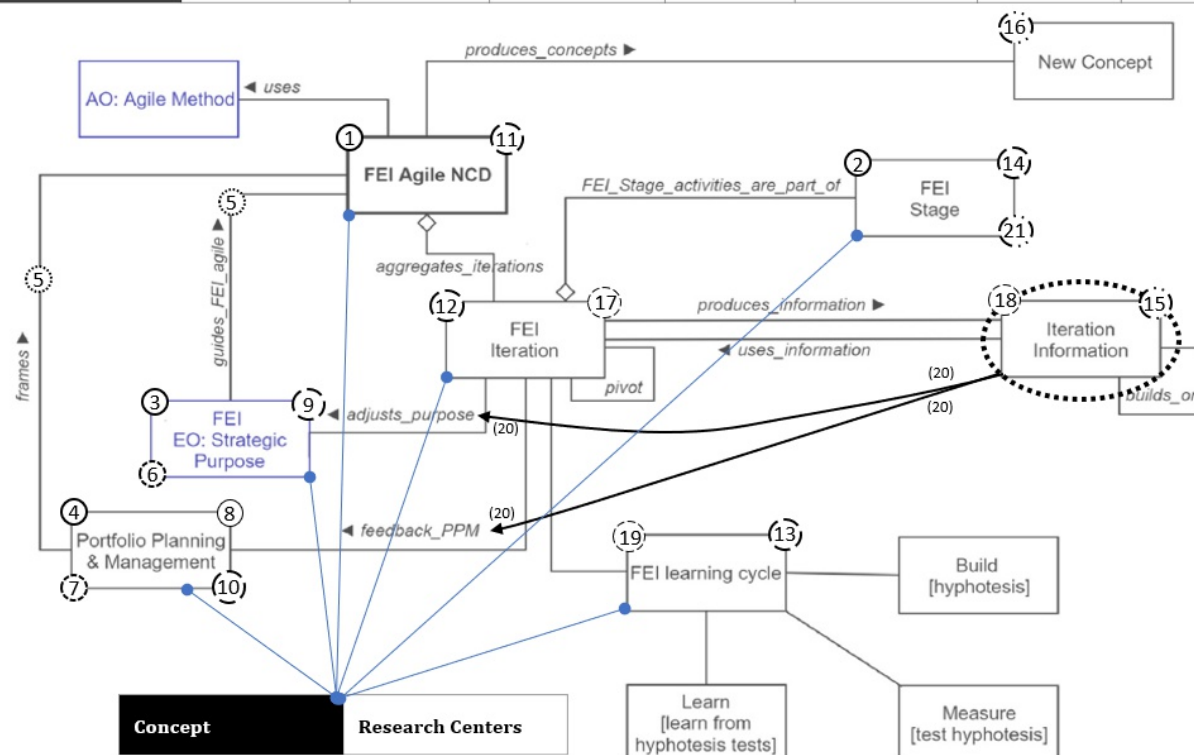 16
produces_concepts ►
New Concept
AO: Agile Method
◄ uses
1
11
FEI Agile NCD
2
14
FEI_Stage_activities_are_part_of
FEI
Stage
5
21
guides_FEI_agile ►
aggregates_iterations
5
12
17
18
15
produces_information ►
FEI
Iteration
Iteration
Information
◄ uses_information
frames ►
pivot
(20)
builds_or
(20)
3
9
◄ adjusts_purpose
(20)
FEI
EO: Strategic
Purpose
6
4
8
(20)
◄ feedback_PPM
Portfolio Planning
& Management
7
10
19
13
FEI learning cycle
Build
[hyphotesis]
Concept
Research Centers
Learn
[learn from
hyphotesis tests]
Measure
[test hyphotesis]